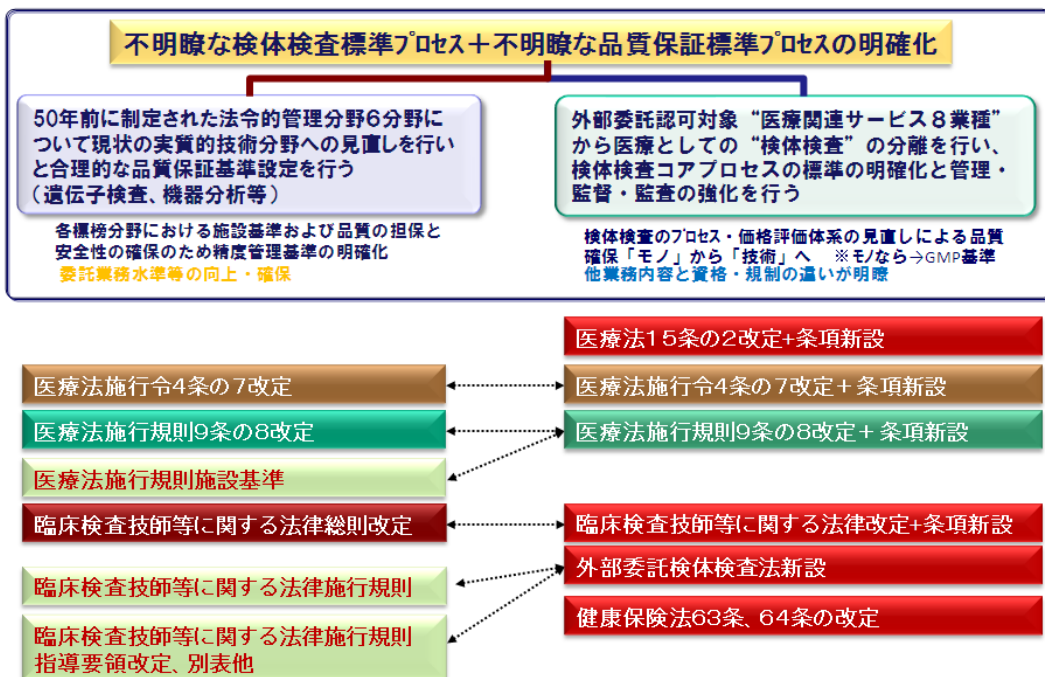 不明瞭な検体検査標準プロセス＋不明瞭な品質保証標準プロセスの明確化
50年前に制定された法令的管理分野6分野に
ついて現状の実質的技術分野への見直しを行い
と合理的な品質保証基準設定を行う
（遺伝子検査、機器分析等）
各標榜分野における施設基準および品質の担保と
安全性の確保のため精度管理基準の明確化
委託業務水準等の向上・確保
外部委託認可対象“医療関連サービス８業種”
から医療としての“検体検査”の分離を行い、
検体検査コアプロセスの標準の明確化と管理・
監督・監査の強化を行う
検体検査のプロセス・価格評価体系の見直しによる品質
確保「モノ」から「技術」へ　※モノなら→GMP基準
他業務内容と資格・規制の違いが明瞭
医療法15条の2改定+条項新設
医療法施行令4条の7改定
医療法施行令4条の7改定＋条項新設
医療法施行規則9条の8改定
医療法施行規則9条の8改定＋条項新設
医療法施行規則施設基準
臨床検査技師等に関する法律総則改定
臨床検査技師等に関する法律改定+条項新設
外部委託検体検査法新設
臨床検査技師等に関する法律施行規則
健康保険法63条、64条の改定
臨床検査技師等に関する法律施行規則
指導要領改定、別表他